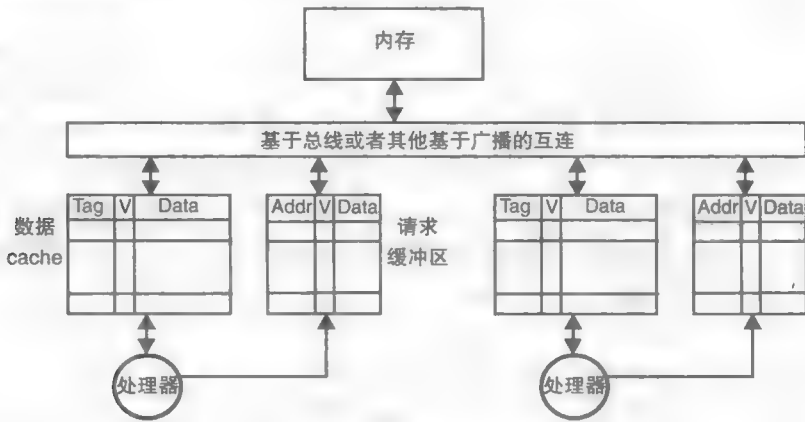 内存
基于总线或者其他基于广播的互连
Tag V Data
Addr V Data
Tag V Data
Addr V Data
数据
cache
请求
缓冲区
处理器
处理器